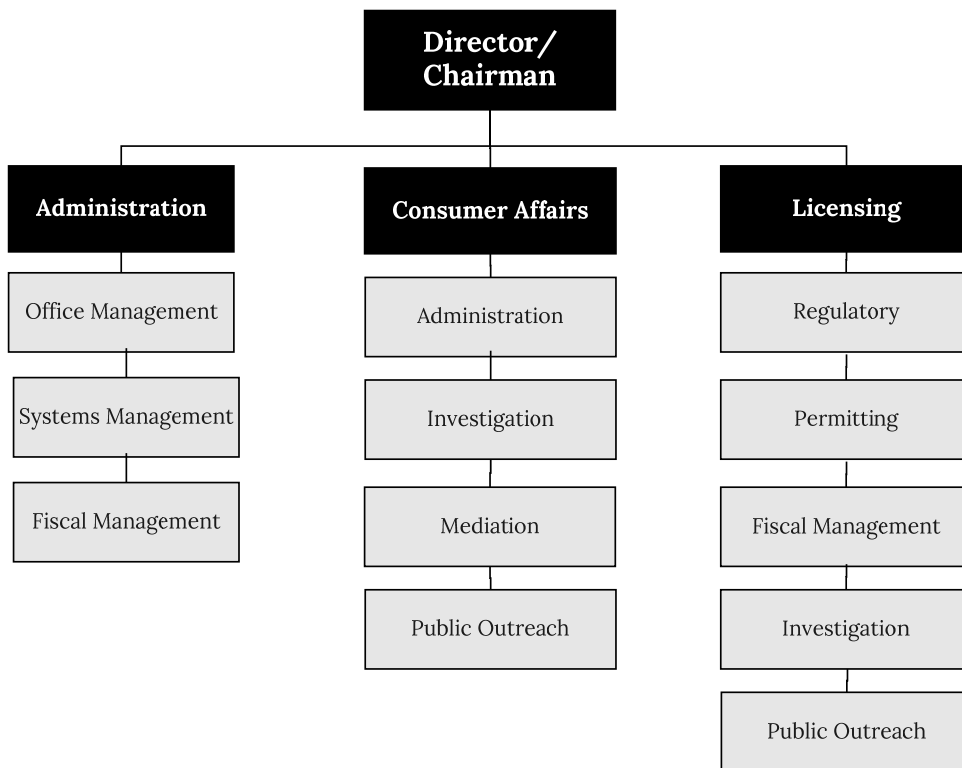 Director/
Chairman
Administration
Consumer Affairs
Licensing
Office Management
Administration
Regulatory
Systems Management
Investigation
Permitting
Fiscal Management
Mediation
Fiscal Management
Public Outreach
Investigation
Public Outreach